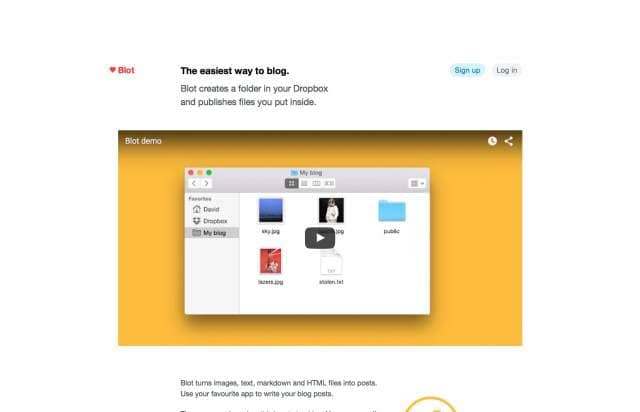 Blot
The easiest way to blog.
Sign up
Log in
Blot creates a folder in your Dropbox
and publishes files you put inside.
Blot demo
My blog
Favorites
David
Dropbox
My blog
sky.jpg
public
lazers.jpg
TXT
stolen.txt
Blot turns images, text, markdown and HTML files into posts.
Use your favourite app to write your blog posts.